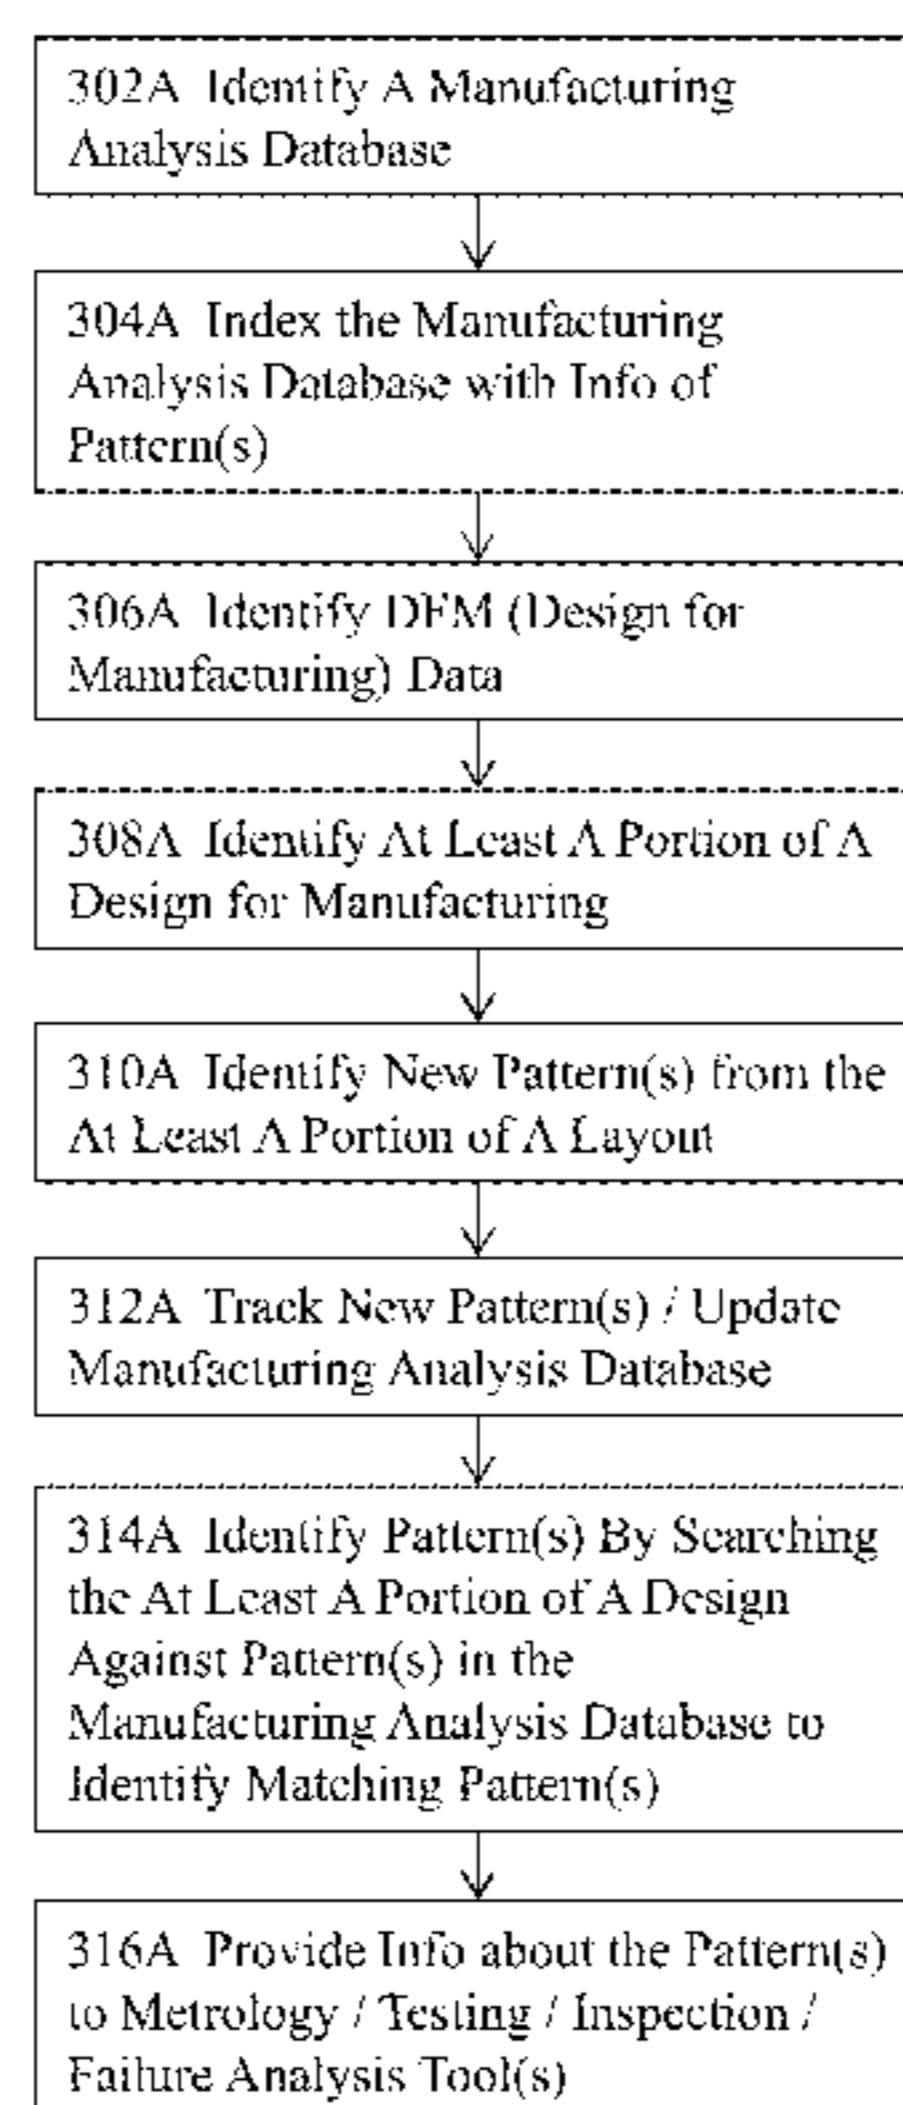 302A Identify A Manufacturing
Analysis Database
304A Index the Manufacturing
Analysis Database with Info of
Pattern(s)
306A Identify DFM (Design for
Manufacturing) Data
308A Identify At Least A Portion of A
Design for Manufacturing
310A Identify New Pattern(s) from the
At Least A Portion of A Layout
312A Track New Pattern(s) / Update
Manufacturing Analysis Database
314A Identify Pattern(s) By Searching
the At Least A Portion of A Design
Against Pattern(s) in the
Manufacturing Analysis Database to
Identify Matching Pattern(s)
316A Provide Info about the Pattern(s)
to Metrology / Testing / Inspection /
Failure Analysis Tool(s)